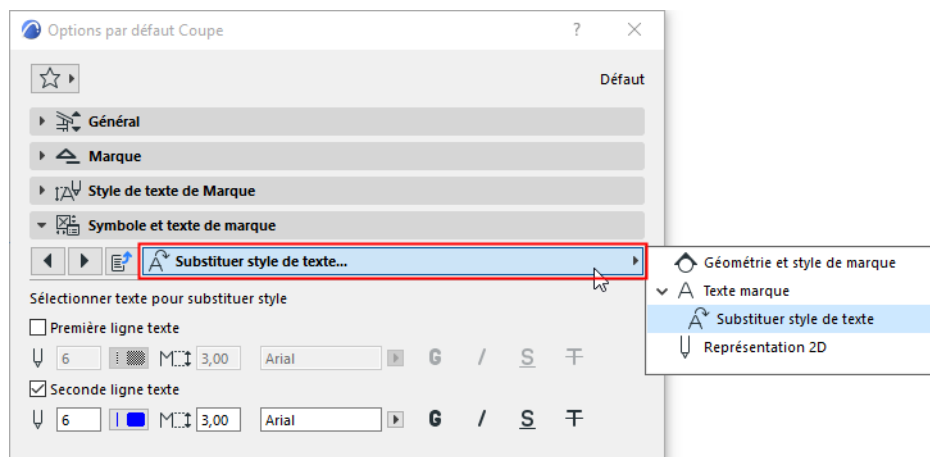 Options par défaut Coupe ?
Défaut
Général
Marque
Style de texte de Marque
Symbole et texte de marque
Substituer style de texte...
Géométrie et style de marque
Texte marque
Substituer style de texte
Représentation 2D
Sélectionner texte pour substituer style
Première ligne texte
6 M 3,00 Arial G I S T
Seconde ligne texte
6 M 3,00 Arial G I S T